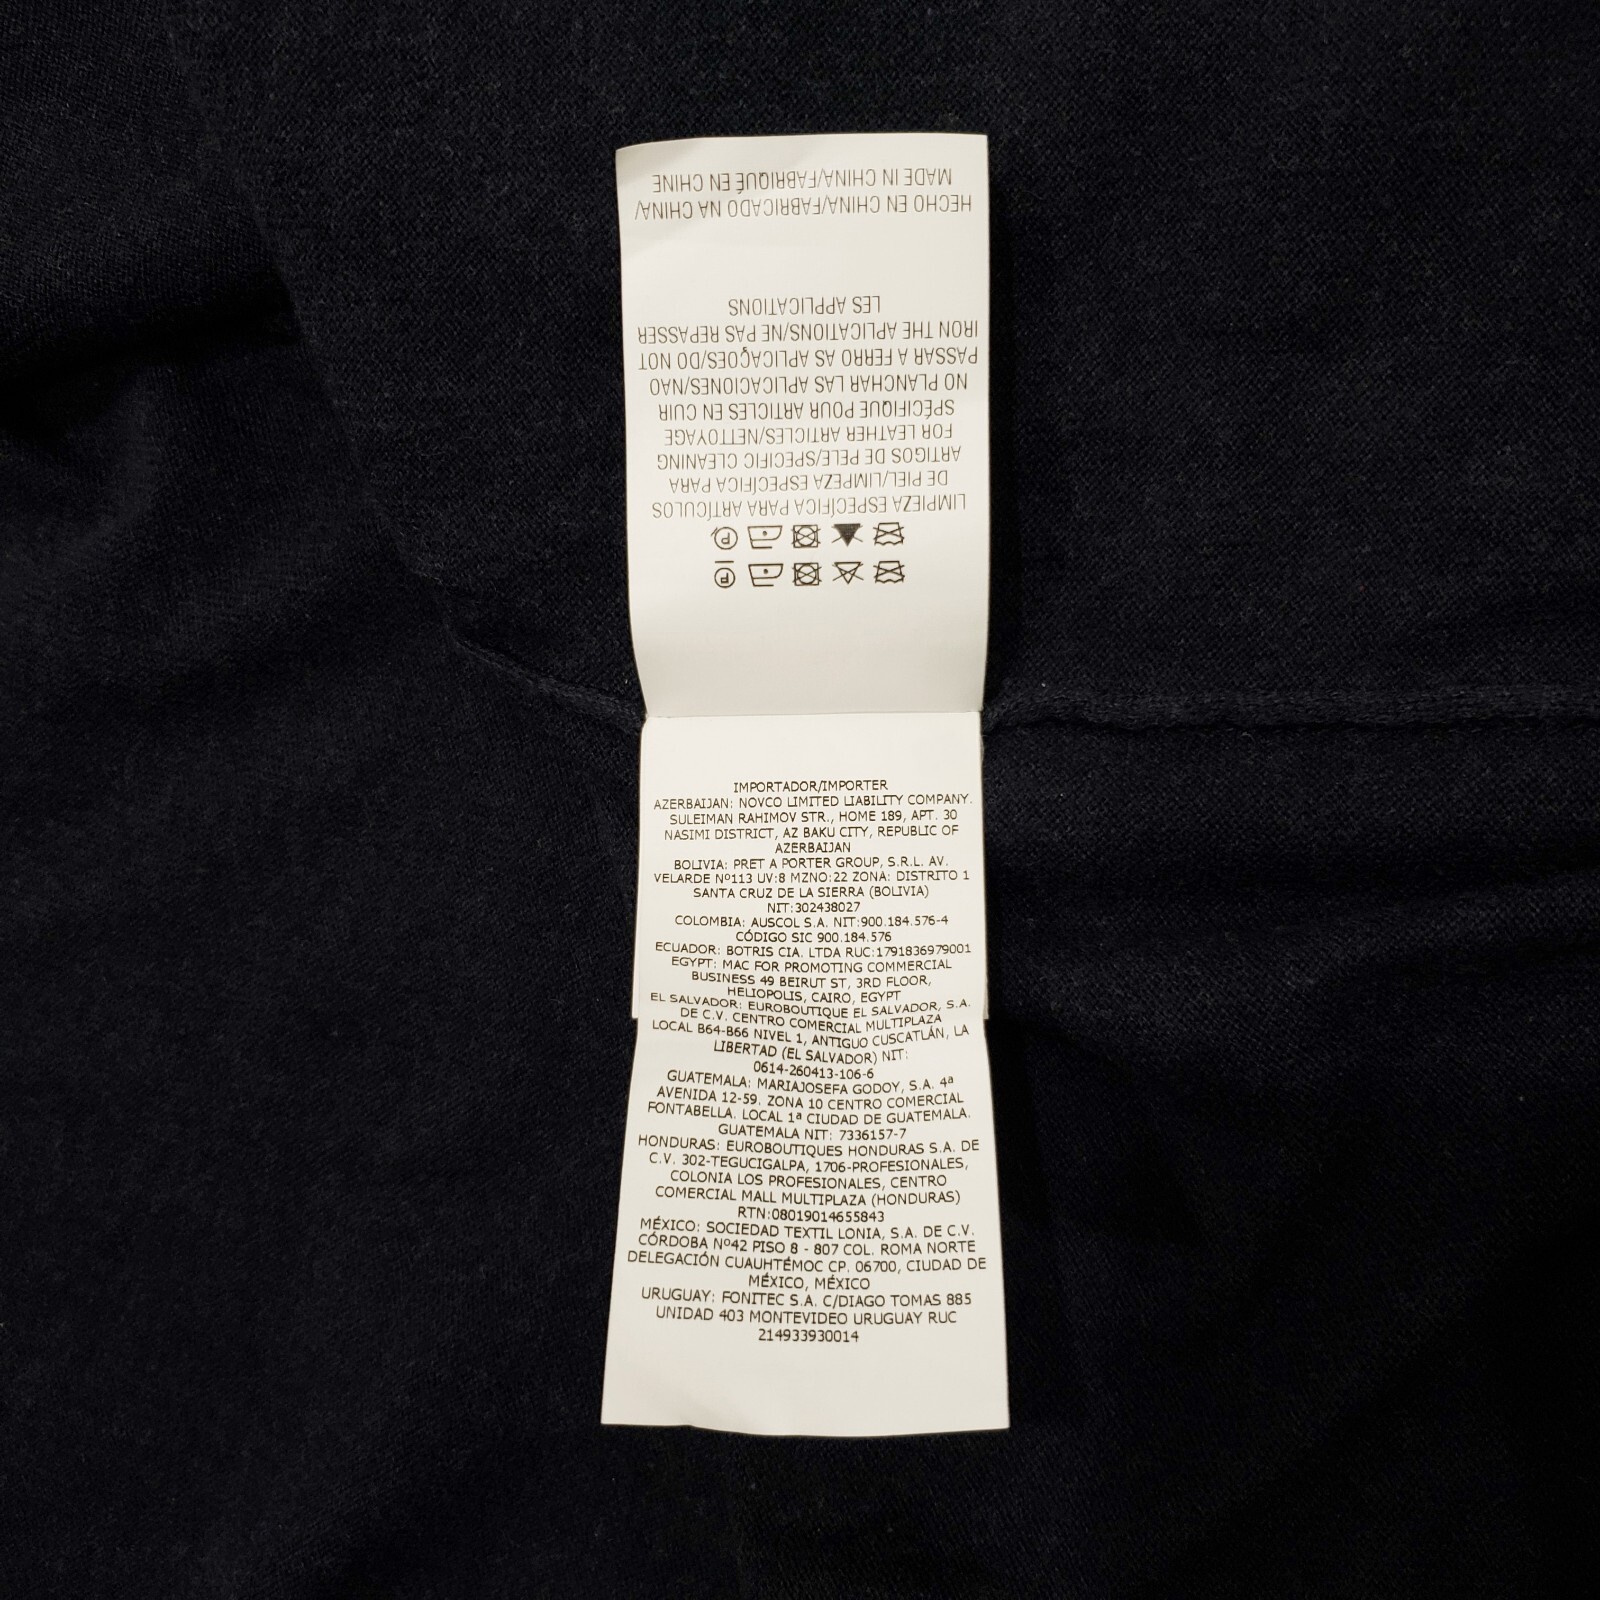 LIMPIEZA ESPECÍFICA PARA ARTÍCULOS
DE PIEL/LIMPEZA ESPECÍFICA PARA
ARTIGOS DE PELE/SPECIFIC CLEANING
FOR LEATHER ARTICLES/NETTOYAGE
SPÉCIFIQUE POUR ARTICLES EN CUIR
NO PLANCHAR LAS APLICACIONES/NAO
PASSAR A FERRO AS APLICAÇOES/DO NOT
IRON THE APLICATIONS/NE PAS REPASSER
LES APPLICATIONS
HECHO EN CHINA/FABRICADO NA CHINA/
MADE IN CHINA/FABRIQUÉ EN CHINE
IMPORTADOR/IMPORTER
AZERBAIJAN: NOVCO LIMITED LIABILITY COMPANY.
SULEIMAN RAHIMOV STR., HOME 189, APT. 30
NASIMI DISTRICT, AZ BAKU CITY, REPUBLIC OF
AZERBAIJAN
BOLIVIA: PRET A PORTER GROUP, S.R.L. AV.
VELARDE Nº113 UV:8 MZNO:22 ZONA: DISTRITO 1
SANTA CRUZ DE LA SIERRA (BOLIVIA)
NIT:302438027
COLOMBIA: AUSCOL S.A. NIT:900.184.576-4
CÓDIGO SIC 900.184.576
ECUADOR: BOTRIS CIA. LTDA RUC:1791836979001
EGYPT: MAC FOR PROMOTING COMMERCIAL
BUSINESS 49 BEIRUT ST, 3RD FLOOR,
HELIOPOLIS, CAIRO, EGYPT
EL SALVADOR: EUROBOUTIQUE EL SALVADOR, S.A.
DE C.V. CENTRO COMERCIAL MULTIPLAZA
LOCAL B64-B66 NIVEL 1, ANTIGUO CUSCATLÁN, LA
LIBERTAD (EL SALVADOR) NIT:
0614-260413-106-6
GUATEMALA: MARIAJOSEFA GODOY, S.A. 4ª
AVENIDA 12-59. ZONA 10 CENTRO COMERCIAL
FONTABELLA. LOCAL 1ª CIUDAD DE GUATEMALA.
GUATEMALA NIT: 7336157-7
HONDURAS: EUROBOUTIQUES HONDURAS S.A. DE
C.V. 302-TEGUCIGALPA, 1706-PROFESIONALES,
COLONIA LOS PROFESIONALES, CENTRO
COMERCIAL MALL MULTIPLAZA (HONDURAS)
RTN:08019014655843
MÉXICO: SOCIEDAD TEXTIL LONIA, S.A. DE C.V.
CÓRDOBA Nº42 PISO 8 - 807 COL. ROMA NORTE
DELEGACIÓN CUAUHTÉMOC CP. 06700, CIUDAD DE
MÉXICO, MÉXICO
URUGUAY: FONITEC S.A. C/DIAGO TOMAS 885
UNIDAD 403 MONTEVIDEO URUGUAY RUC
214933930014